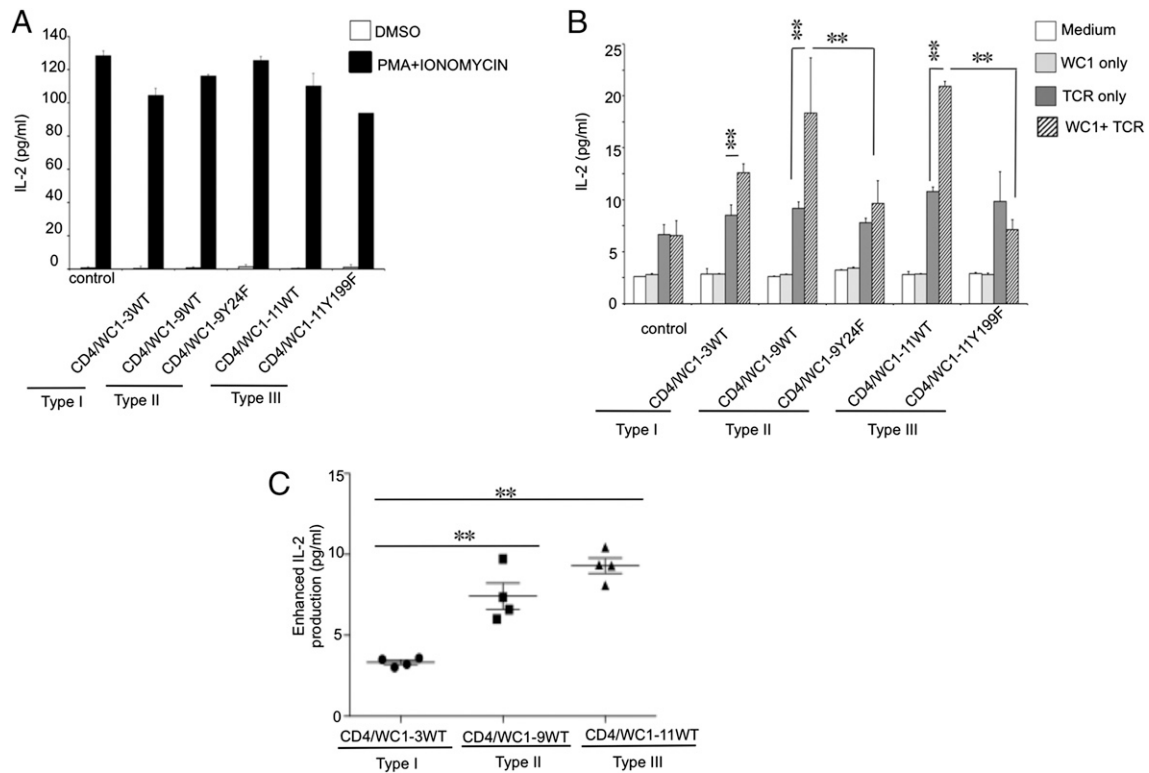 A
IL-2 (pg/ml)
140
120
100
80
60
40
20
0
DMSO
PMA+IONOMYCIN
control
CD4/WC1-3WT
CD4/WC1-9WT
CD4/WC1-9Y24F
CD4/WC1-11WT
CD4/WC1-11Y199F
Type I
Type II
Type III
B
IL-2 (pg/ml)
25
20
15
10
5
0
**
**
**
**
**
Medium
WC1 only
TCR only
WC1+ TCR
control
CD4/WC1-3WT
CD4/WC1-9WT
CD4/WC1-9Y24F
CD4/WC1-11WT
CD4/WC1-11Y199F
Type I
Type II
Type III
C
Enhanced IL-2
production (pg/ml)
15
10
5
0
**
**
CD4/WC1-3WT
CD4/WC1-9WT
CD4/WC1-11WT
Type I
Type II
Type III